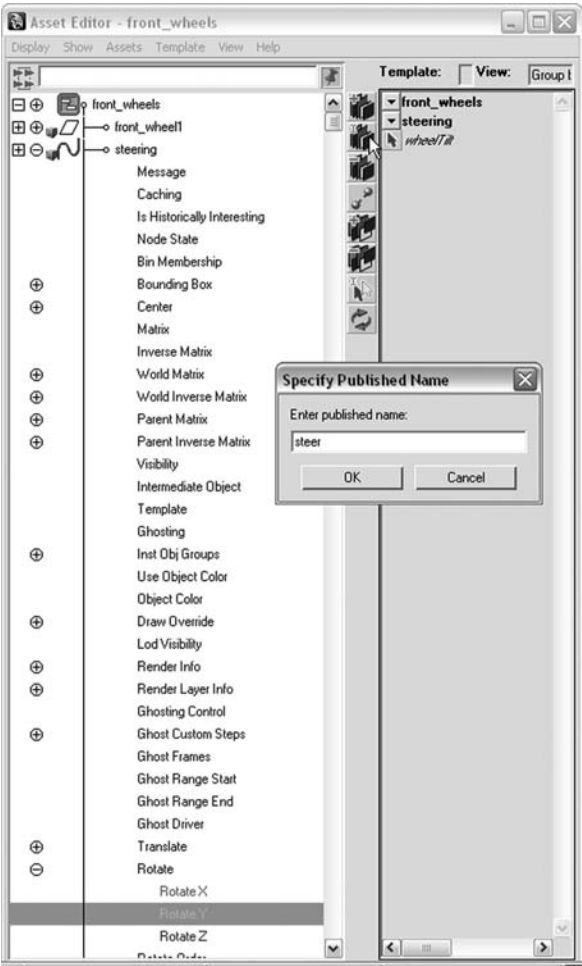 Asset Editor - front_wheels
Display Show Assets Template View Help
Template: View: Group b
front_wheels
front_wheel1
steering
Message
Caching
Is Historically Interesting
Node State
Bin Membership
Bounding Box
Center
Matrix
Inverse Matrix
World Matrix
World Inverse Matrix
Parent Matrix
Parent Inverse Matrix
Visibility
Intermediate Object
Template
Ghosting
Inst Obj Groups
Use Object Color
Object Color
Draw Override
Lod Visibility
Render Info
Render Layer Info
Ghosting Control
Ghost Custom Steps
Ghost Frames
Ghost Range Start
Ghost Range End
Ghost Driver
Translate
Rotate
Rotate X
Rotate Y
Rotate Z
Rotate Order
front_wheels
steering
wheelTilt
Specify Published Name
Enter published name:
steer
OK Cancel